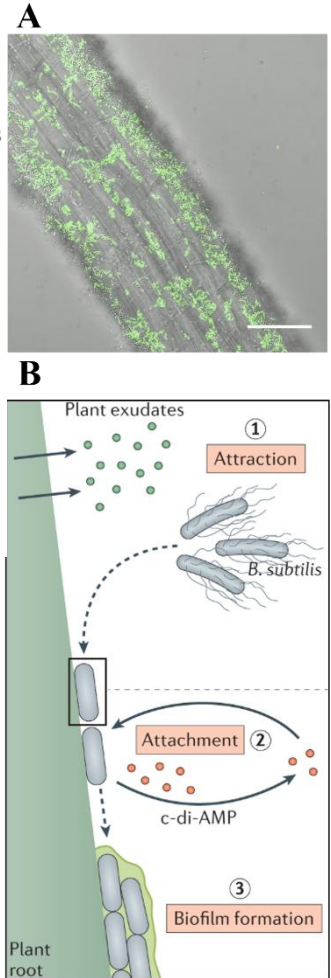 A
B
Plant exudates
1
Attraction
B. subtilis
Attachment 2
c-di-AMP
3
Biofilm formation
Plant
root